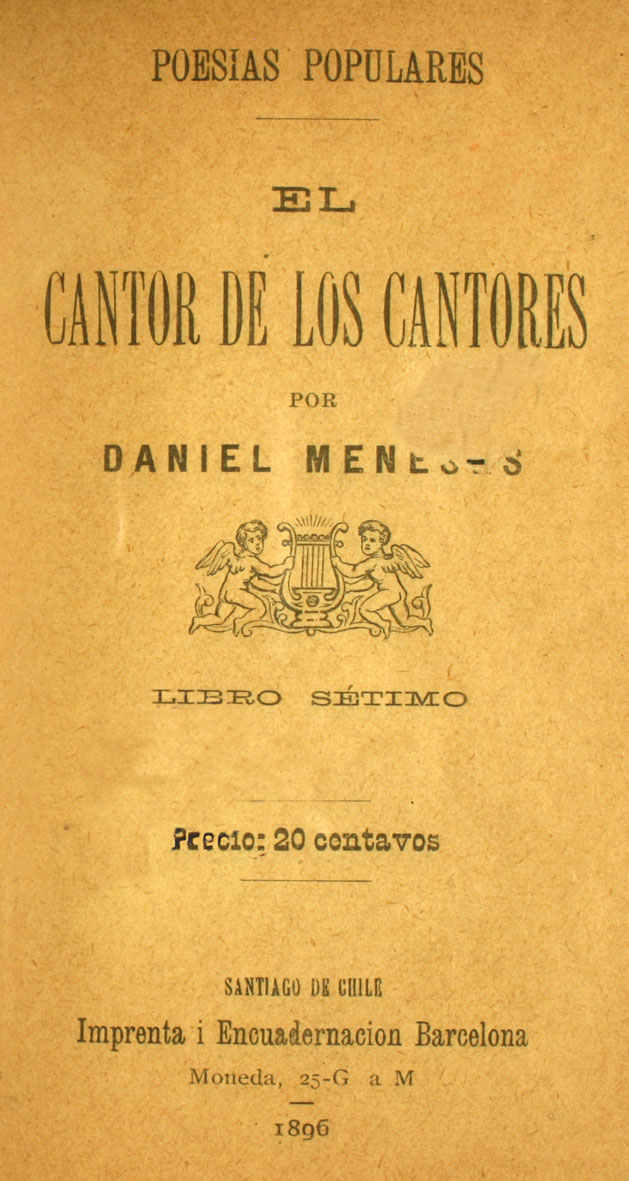 POESIAS POPULARES
EL
CANTOR DE LOS CANTORES
POR
DANIEL MENESES
LIBRO SÉTIMO
Precio: 20 centavos
SANTIAGO DE CHILE
Imprenta i Encuadernacion Barcelona
Moneda, 25-G a M
1896